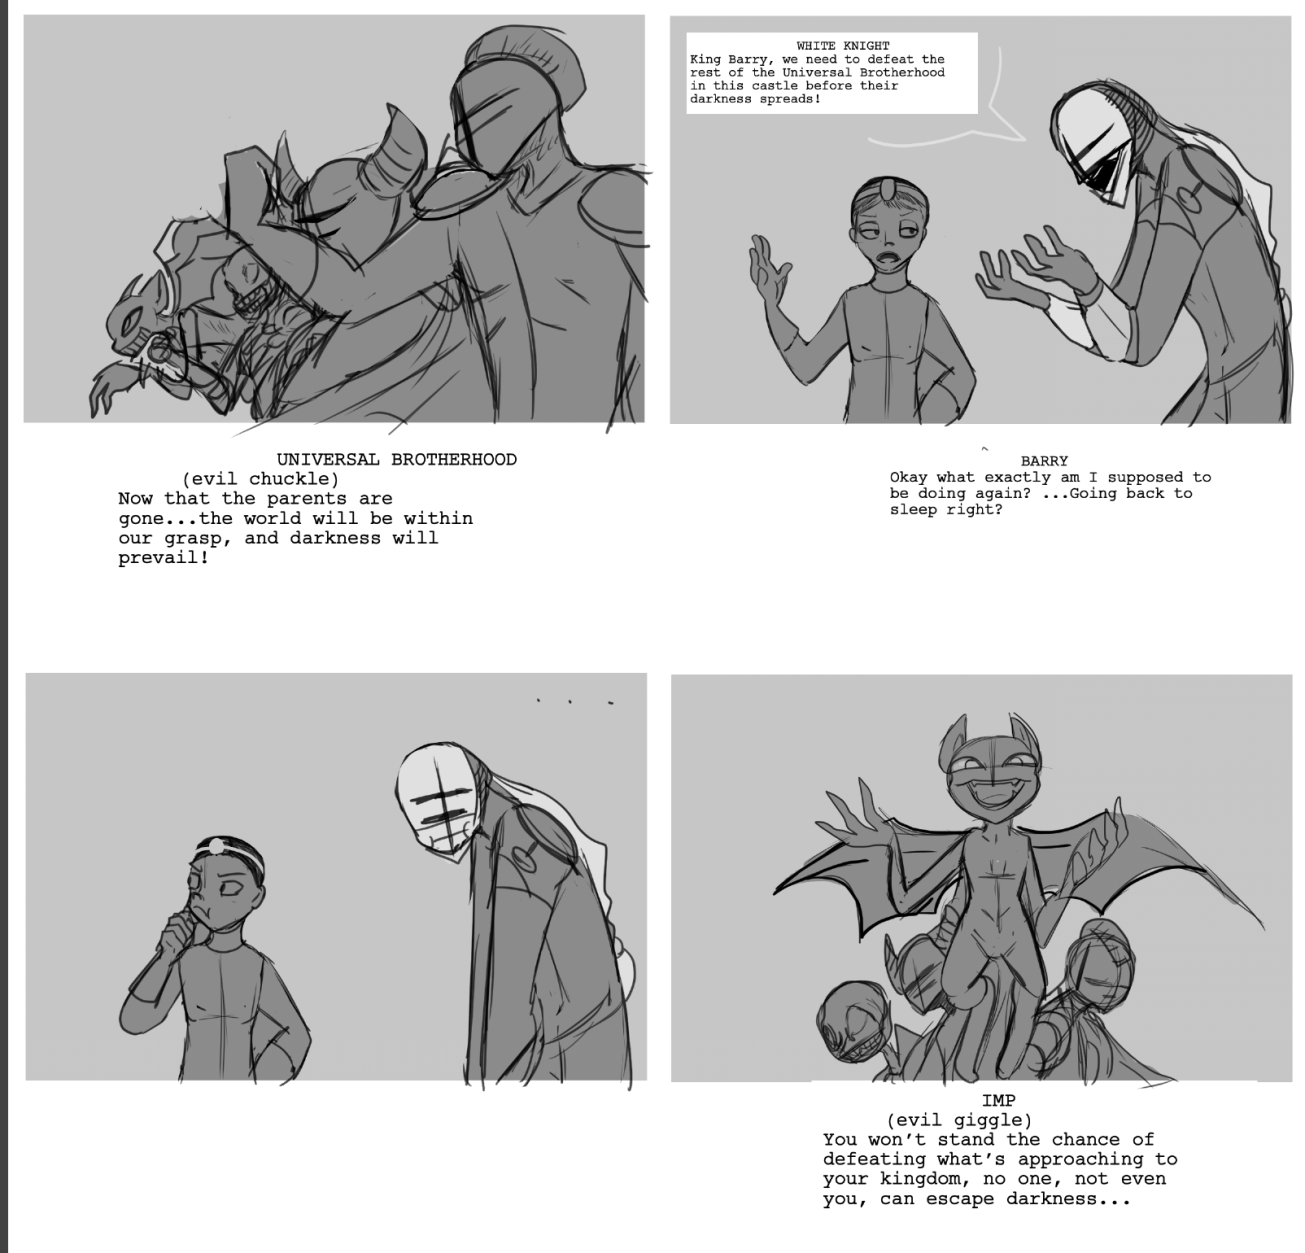 UNIVERSAL BROTHERHOOD
(evil chuckle)
Now that the parents are
gone...the world will be within
our grasp, and darkness will
prevail!
WHITE KNIGHT
King Barry, we need to defeat the
rest of the Universal Brotherhood
in this castle before their
darkness spreads!
BARRY
Okay what exactly am I supposed to
be doing again? ...Going back to
sleep right?
. . .
IMP
(evil giggle)
You won't stand the chance of
defeating what's approaching to
your kingdom, no one, not even
you, can escape darkness...